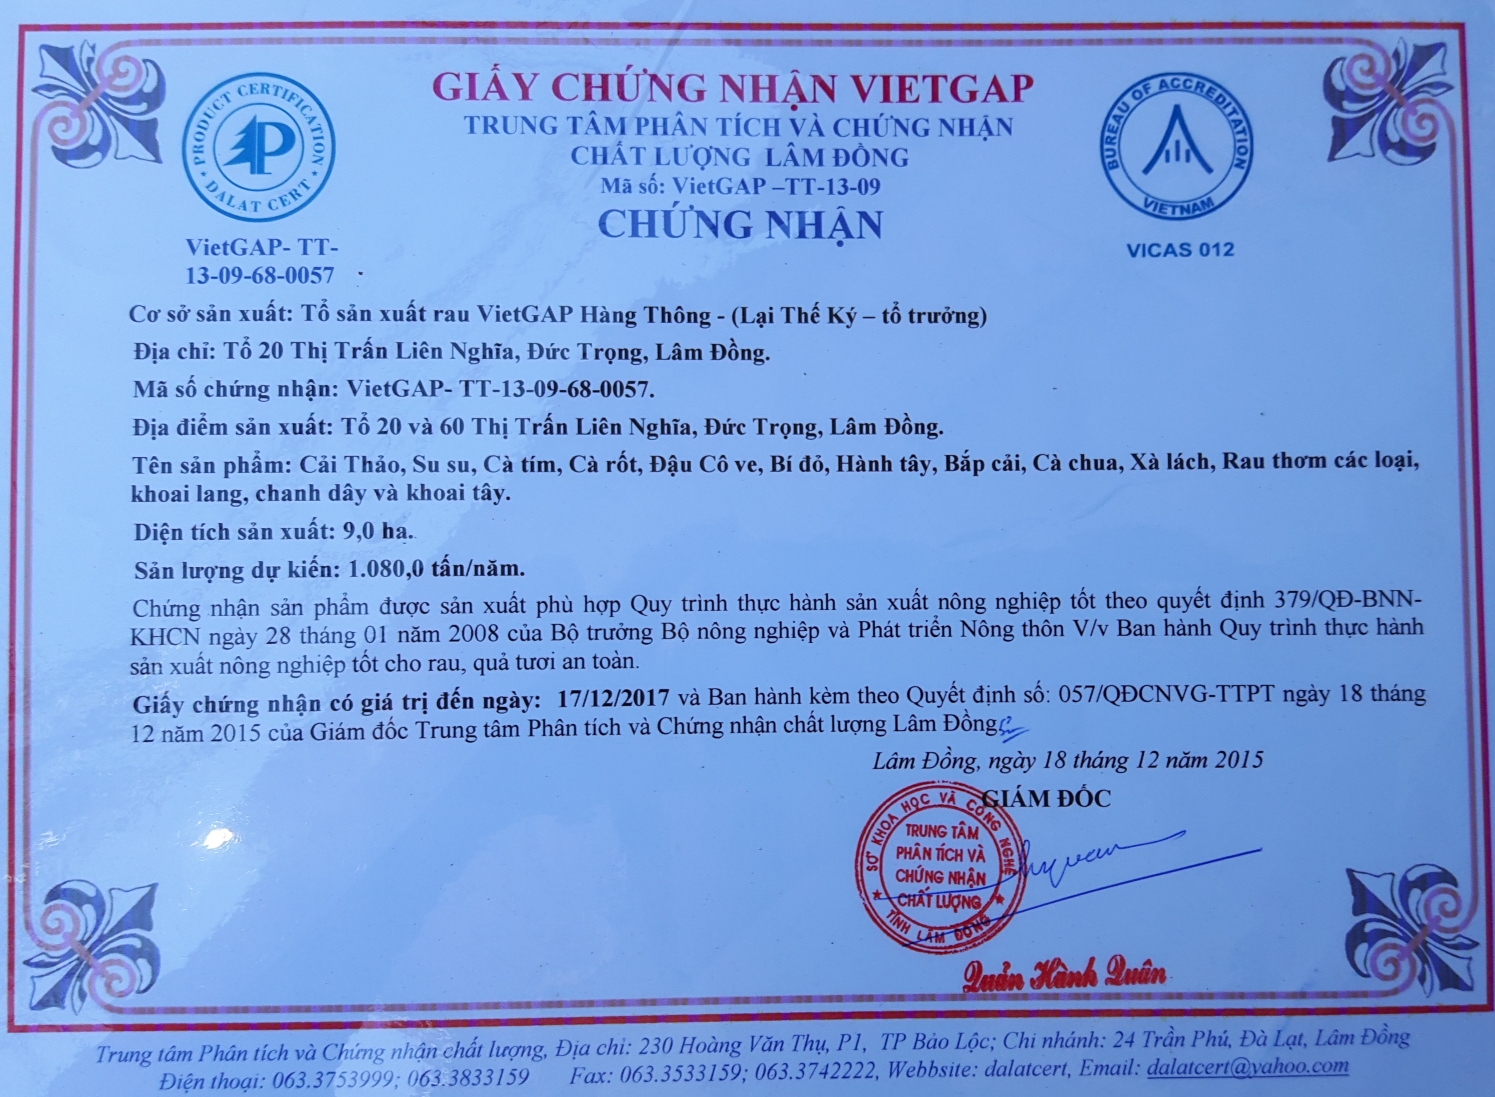 GIẤY CHỨNG NHẬN VIETGAP
TRUNG TÂM PHÂN TÍCH VÀ CHỨNG NHẬN
CHẤT LƯỢNG LÂM ĐỒNG
Mã số: VietGAP –TT-13-09
CHỨNG NHẬN
PRODUCT CERTIFICATION
DALAT CERT
VietGAP- TT-
13-09-68-0057
BUREAU OF ACCREDITATION
VIETNAM
VICAS 012
Cơ sở sản xuất: Tổ sản xuất rau VietGAP Hàng Thông - (Lại Thế Ký – tổ trưởng)
Địa chỉ: Tổ 20 Thị Trấn Liên Nghĩa, Đức Trọng, Lâm Đồng.
Mã số chứng nhận: VietGAP- TT-13-09-68-0057.
Địa điểm sản xuất: Tổ 20 và 60 Thị Trấn Liên Nghĩa, Đức Trọng, Lâm Đồng.
Tên sản phẩm: Cải Thảo, Su su, Cà tím, Cà rốt, Đậu Cô ve, Bí đỏ, Hành tây, Bắp cải, Cà chua, Xà lách, Rau thơm các loại,
khoai lang, chanh dây và khoai tây.
Diện tích sản xuất: 9,0 ha.
Sản lượng dự kiến: 1.080,0 tấn/năm.
Chứng nhận sản phẩm được sản xuất phù hợp Quy trình thực hành sản xuất nông nghiệp tốt theo quyết định 379/QĐ-BNN-
KHCN ngày 28 tháng 01 năm 2008 của Bộ trưởng Bộ nông nghiệp và Phát triển Nông thôn V/v Ban hành Quy trình thực hành
sản xuất nông nghiệp tốt cho rau, quả tươi an toàn.
Giấy chứng nhận có giá trị đến ngày: 17/12/2017 và Ban hành kèm theo Quyết định số: 057/QĐCNVG-TTPT ngày 18 tháng
12 năm 2015 của Giám đốc Trung tâm Phân tích và Chứng nhận chất lượng Lâm Đồng
Lâm Đồng, ngày 18 tháng 12 năm 2015
GIÁM ĐỐC
SỞ KHOA HỌC VÀ CÔNG NGHỆ
TRUNG TÂM
PHÂN TÍCH VÀ
CHỨNG NHẬN
CHẤT LƯỢNG
TỈNH LÂM ĐỒNG
Quản Hành Quân
Trung tâm Phân tích và Chứng nhận chất lượng, Địa chỉ: 230 Hoàng Văn Thụ, P1, TP Bảo Lộc; Chi nhánh: 24 Trần Phú, Đà Lạt, Lâm Đồng
Điện thoại: 063.3753999; 063.3833159 Fax: 063.3533159; 063.3742222, Webbsite: dalatcert, Email: dalatcert@yahoo.com